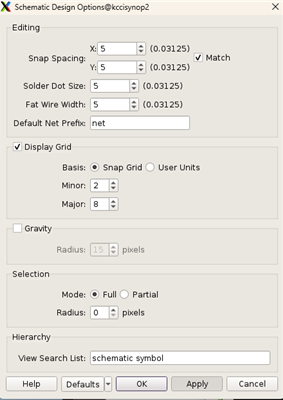 Schematic Design Options@kccisynop2
Editing
X: 5 (0.03125)
Snap Spacing: Match
Y: 5 (0.03125)
Solder Dot Size: 5 (0.03125)
Fat Wire Width: 5 (0.03125)
Default Net Prefix: net
Display Grid
Basis: Snap Grid User Units
Minor: 2
Major: 8
Gravity
Radius: 15 pixels
Selection
Mode: Full Partial
Radius: 0 pixels
Hierarchy
View Search List: schematic symbol
Help Defaults OK Apply Cancel